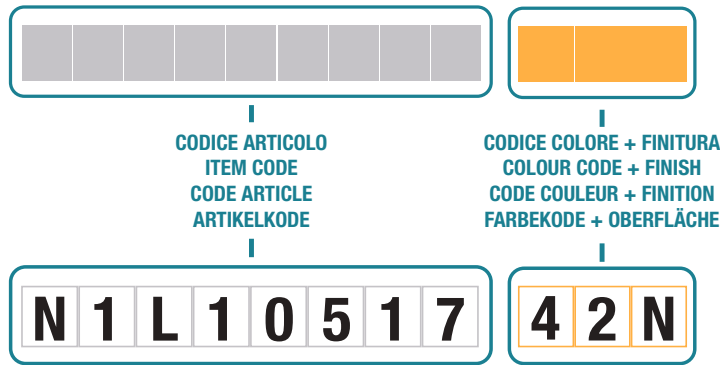 CODICE ARTICOLO
ITEM CODE
CODE ARTICLE
ARTIKELKODE
CODICE COLORE + FINITURA
COLOUR CODE + FINISH
CODE COULEUR + FINITION
FARBEKODE + OBERFLÄCHE
N1L110517
42N